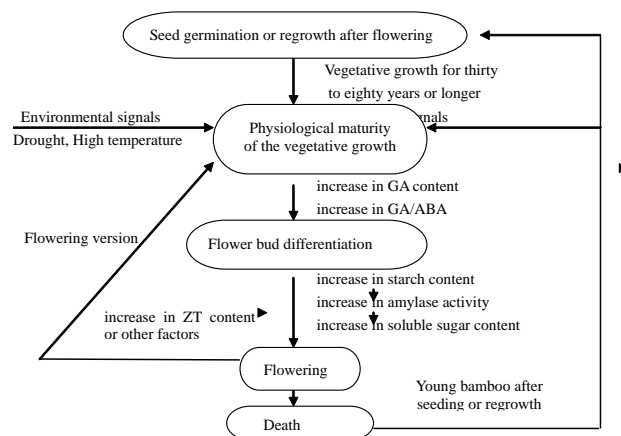 Seed germination or regrowth after flowering
Vegetative growth for thirty
to eighty years or longer
Environmental signals
nals
Drought, High temperature
Physiological maturity
of the vegetative growth
increase in GA content
increase in GA/ABA
Flowering version
Flower bud differentiation
increase in starch content
increase in amylase activity
increase in soluble sugar content
increase in ZT content
or other factors
Flowering
Young bamboo after
seeding or regrowth
Death